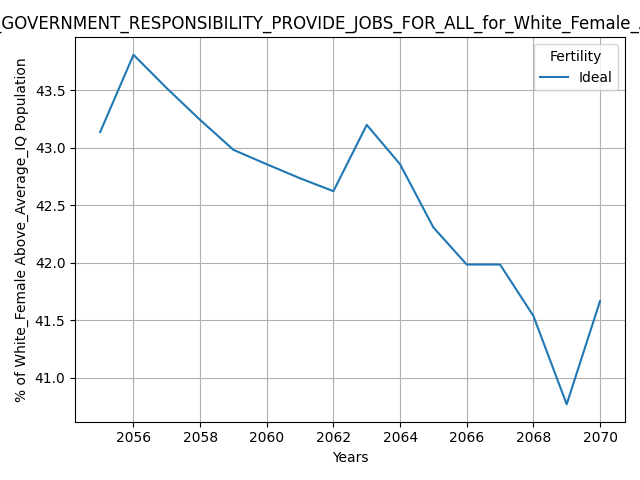 _GOVERNMENT_RESPONSIBILITY_PROVIDE_JOBS_FOR_ALL_for_White_Female_
Fertility
Ideal
% of White_Female Above_Average_IQ Population
43.5
43.0
42.5
42.0
41.5
41.0
2056 2058 2060 2062 2064 2066 2068 2070
Years